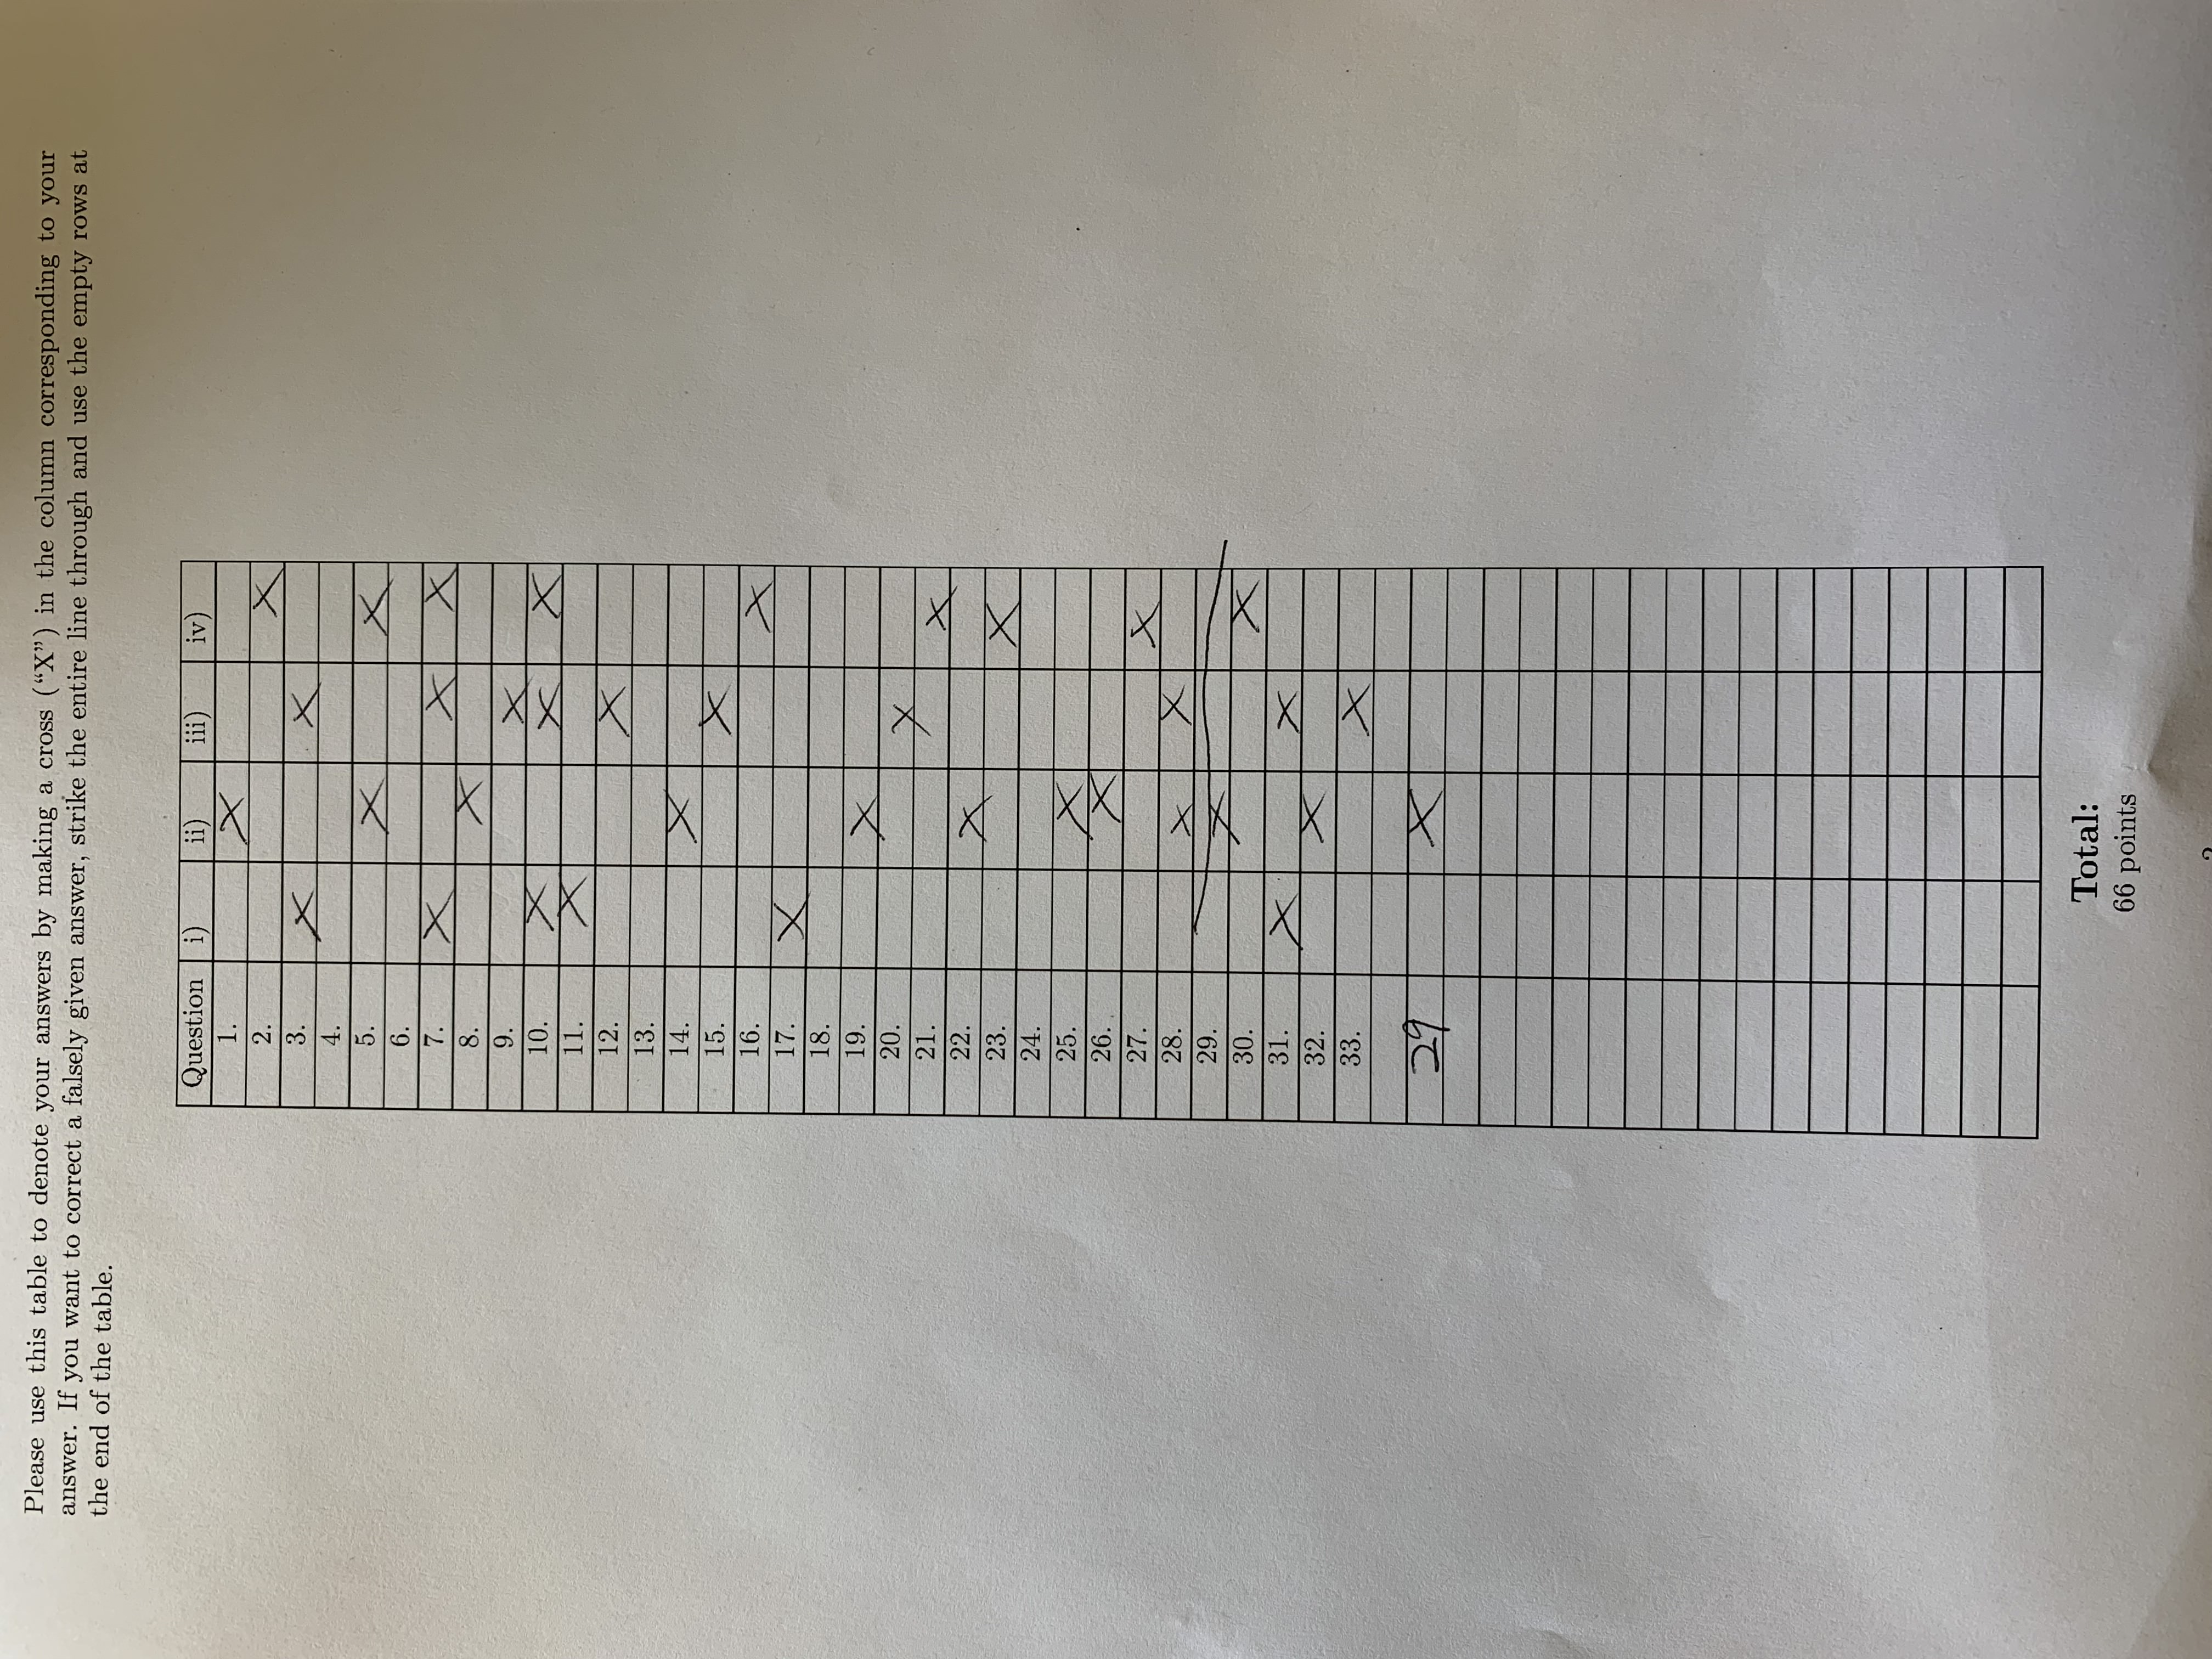 Please use this table to denote your answers by making a cross (“X”) in the column corresponding to your
answer. If you want to correct a falsely given answer, strike the entire line through and use the empty rows at
the end of the table.
Question i) ii) iii) iv)
1. X
2. X
3. X X
4.
5. X X
6.
7. X X X
8. X
9. X
10. X X X
11. X
12. X
13.
14. X
15. X
16. X
17. X
18.
19. X
20. X
21. X
22. X
23. X
24.
25. X
26. X
27. X
28. X X
29. X
30. X
31. X X
32. X
33. X
29 X
Total:
66 points